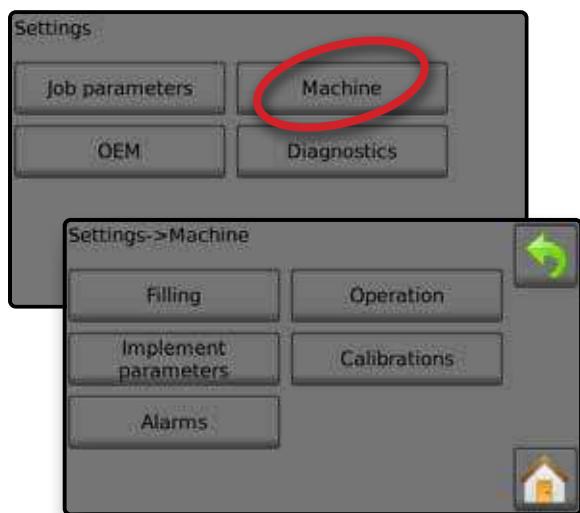 Settings
Job parameters
Machine
OEM
Diagnostics
Settings->Machine
Filling
Operation
Implement
parameters
Calibrations
Alarms